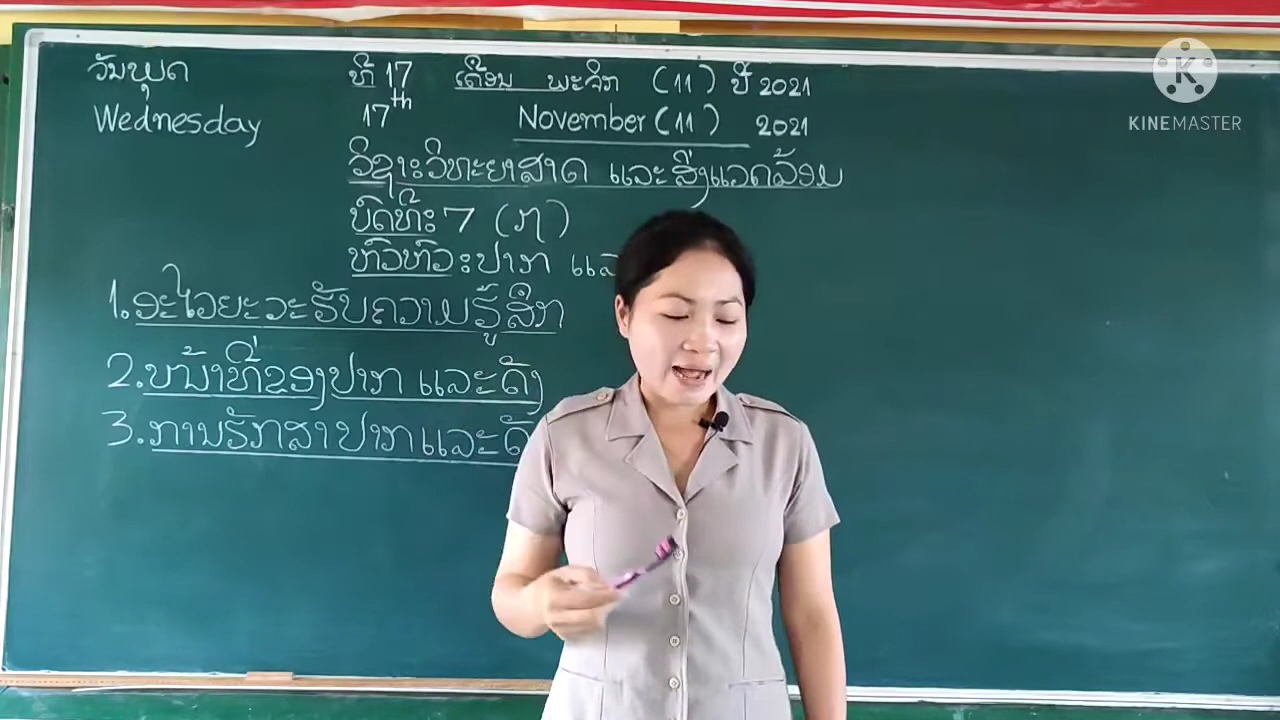 ວັນພຸດ ທີ 17 ເດືອນ ພະຈິກ (11) ປີ 2021
Wednesday 17th November (11) 2021
ວິຊາ: ວິທະຍາສາດ ແລະ ສິ່ງແວດລ້ອມ
ບົດທີ: 7 (ຕໍ່)
ຫົວຂໍ້: ປາກ
1. ອະໄວຍະວະຮັບຄວາມຮູ້ສຶກ
2. ໜ້າທີ່ຂອງປາກ ແລະ ດັງ
3. ການຮັກສາປາກ ແລະ
KINEMASTER